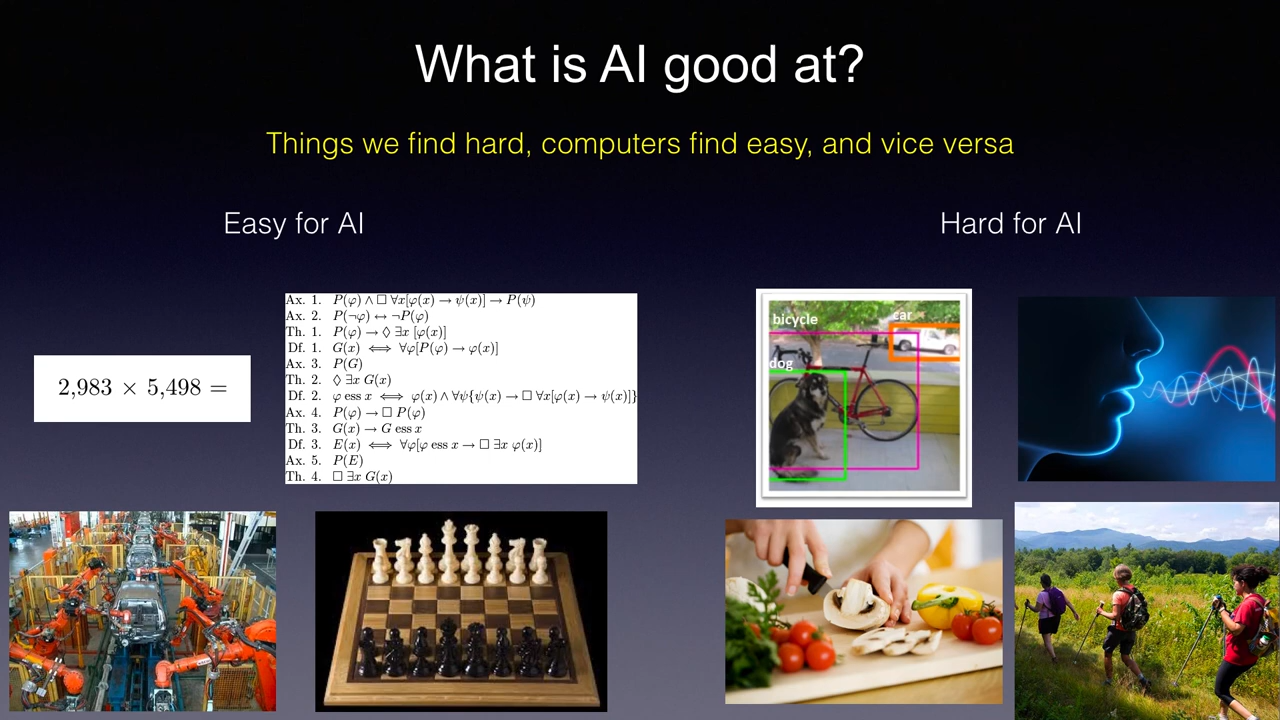 What is AI good at?
Things we find hard, computers find easy, and vice versa
Easy for AI
Hard for AI
2,983 × 5,498 =
Ax. 1. P(φ) ∧ □ ∀x[φ(x) → ψ(x)] → P(ψ)
Ax. 2. P(¬φ) ↔ ¬P(φ)
Th. 1. P(φ) → ◊ ∃x [φ(x)]
Df. 1. G(x) ⟺ ∀φ[P(φ) → φ(x)]
Ax. 3. P(G)
Th. 2. ◊ ∃x G(x)
Df. 2. φ ess x ⟺ φ(x) ∧ ∀ψ{ψ(x) → □ ∀x[φ(x) → ψ(x)]}
Ax. 4. P(φ) → □ P(φ)
Th. 3. G(x) → G ess x
Df. 3. E(x) ⟺ ∀φ[φ ess x → □ ∃x φ(x)]
Ax. 5. P(E)
Th. 4. □ ∃x G(x)
bicycle
car
dog